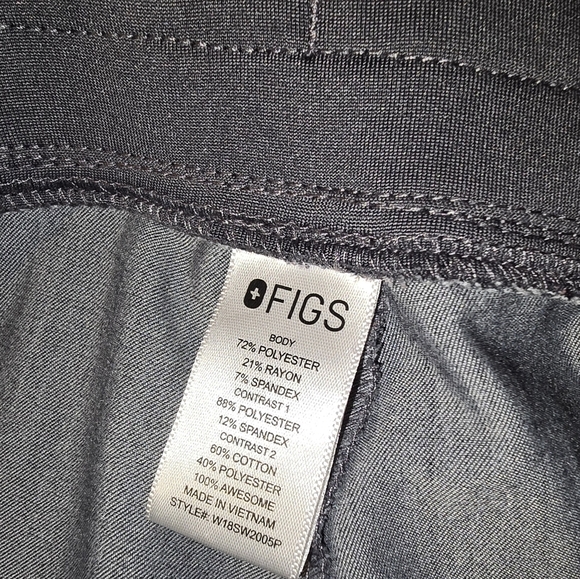 FIGS
BODY
72% POLYESTER
21% RAYON
7% SPANDEX
CONTRAST 1
88% POLYESTER
12% SPANDEX
CONTRAST 2
60% COTTON
40% POLYESTER
100% AWESOME
MADE IN VIETNAM
STYLE#: W18SW2005P